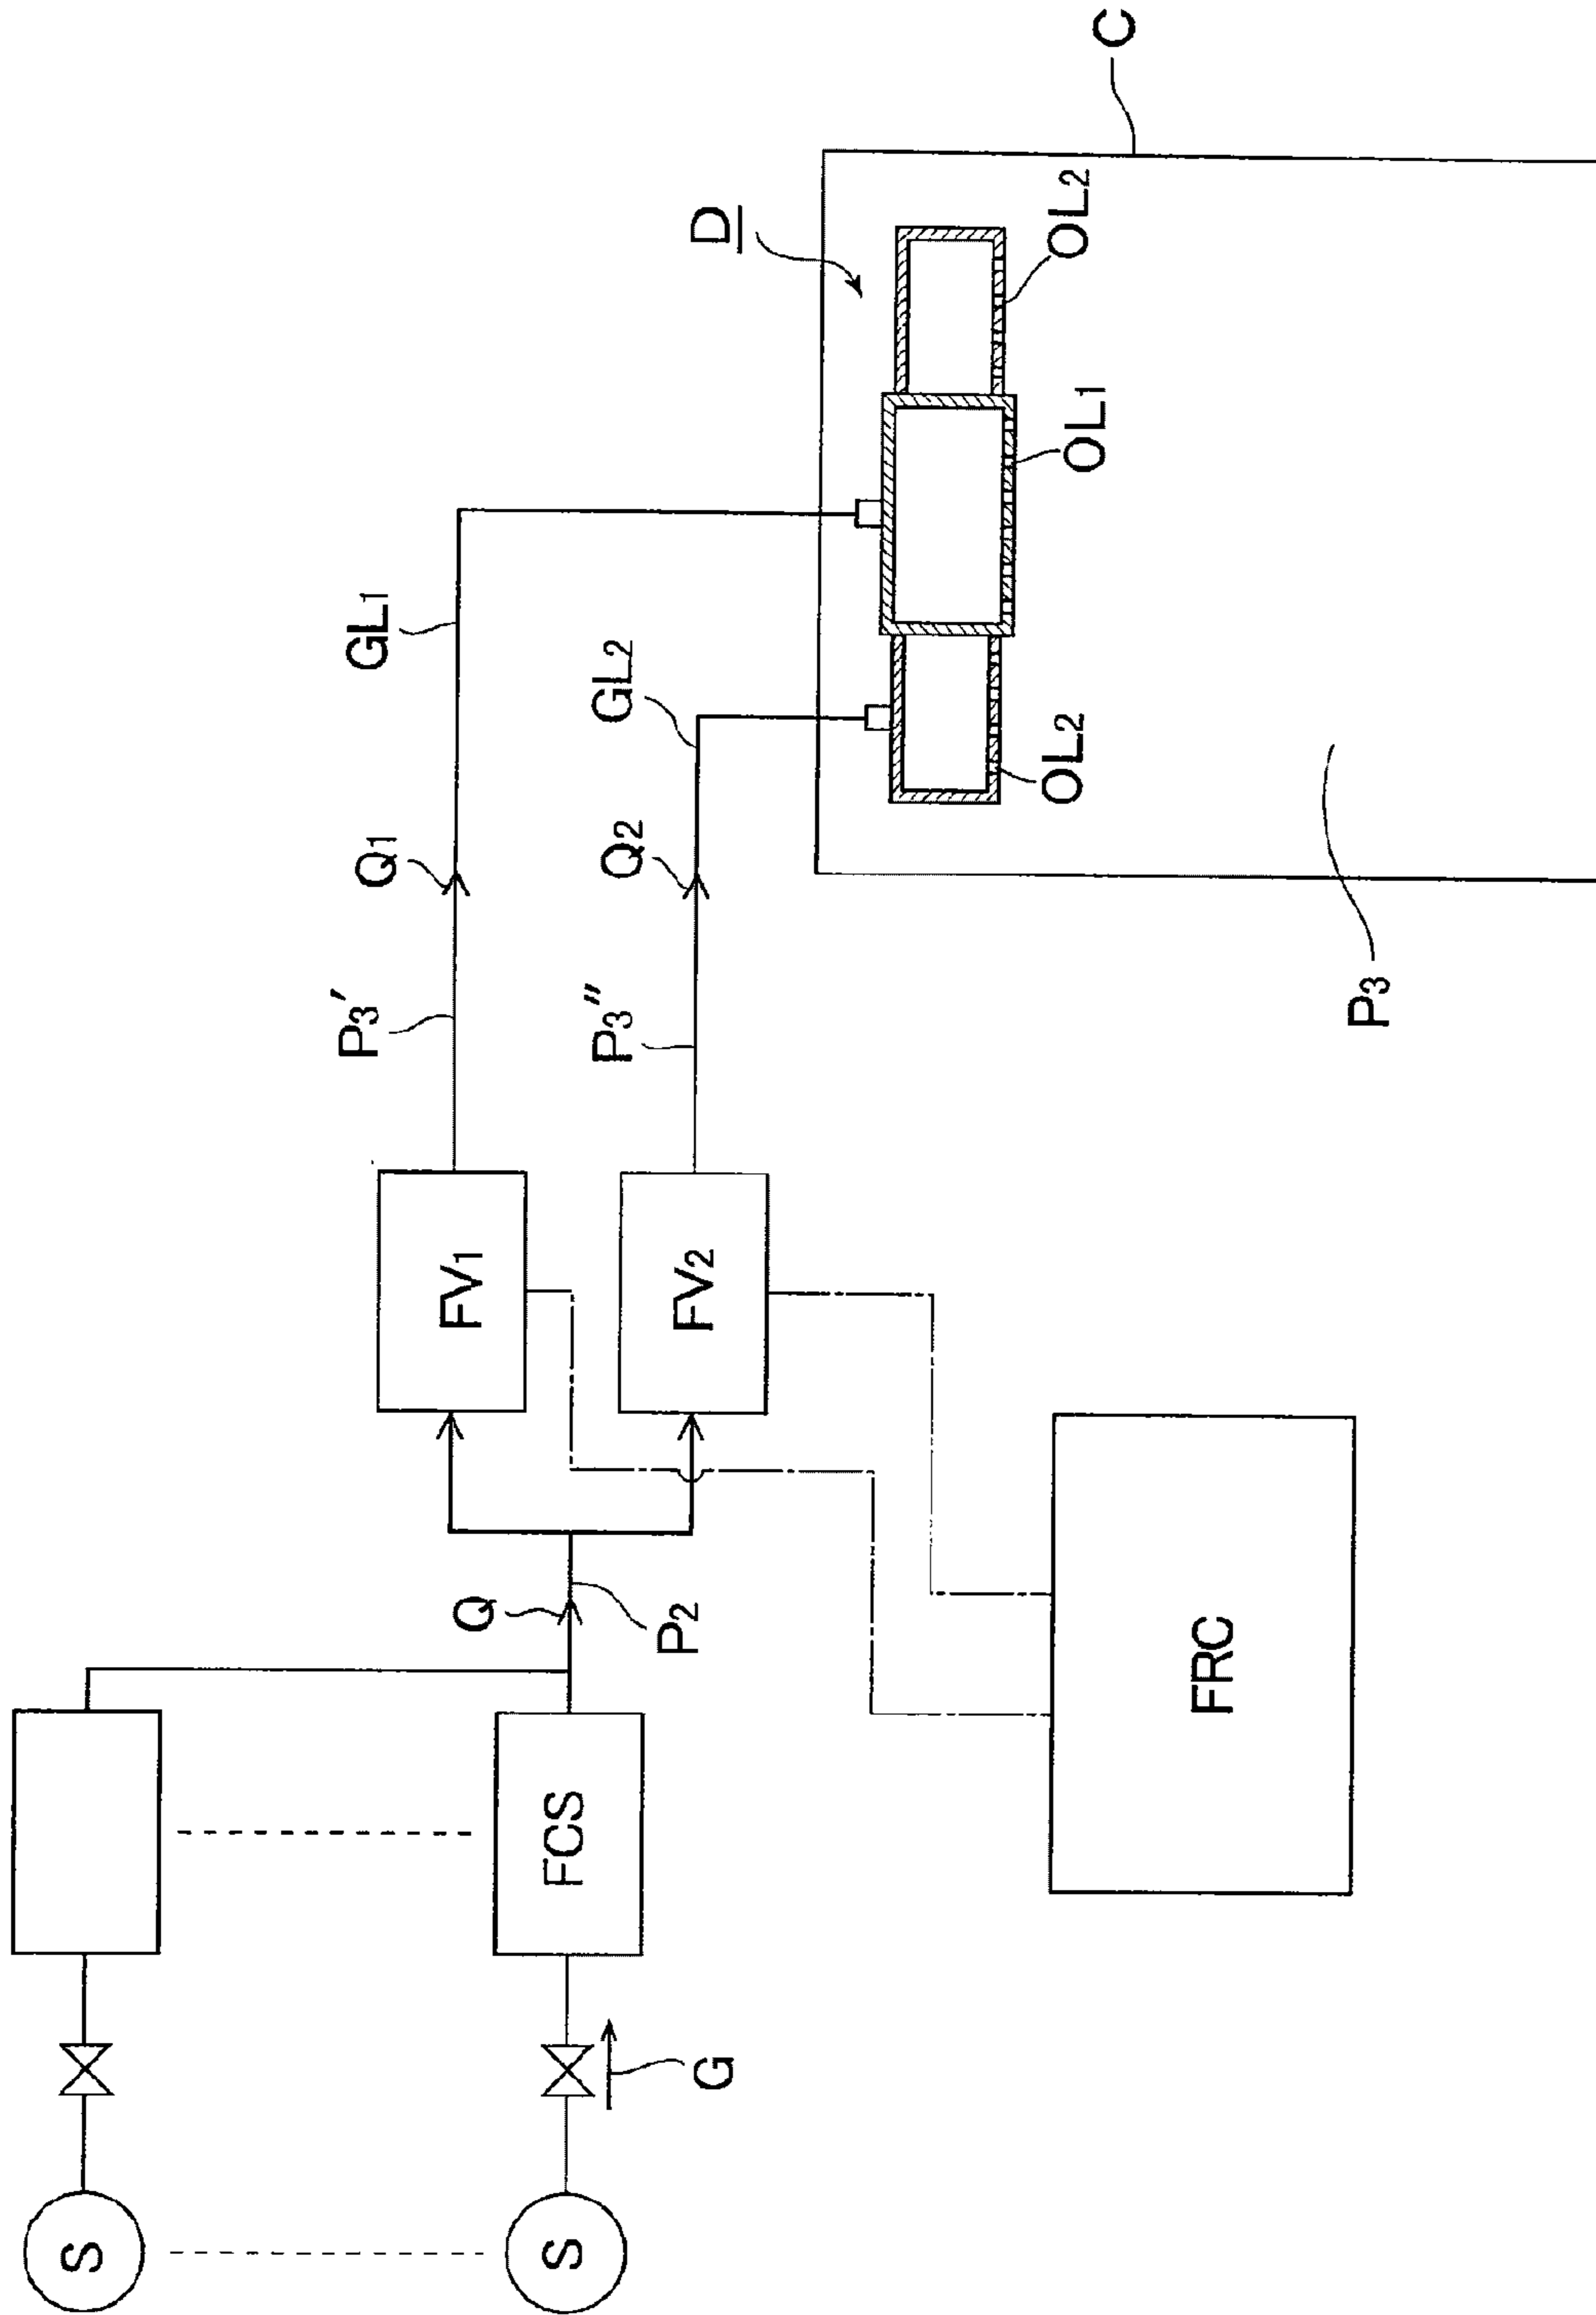 S
S
G
FCS
Q
P2
FV1
FV2
FRC
P3′
P3″
Q1
Q2
GL1
GL2
D
OL2
OL1
OL2
C
P3